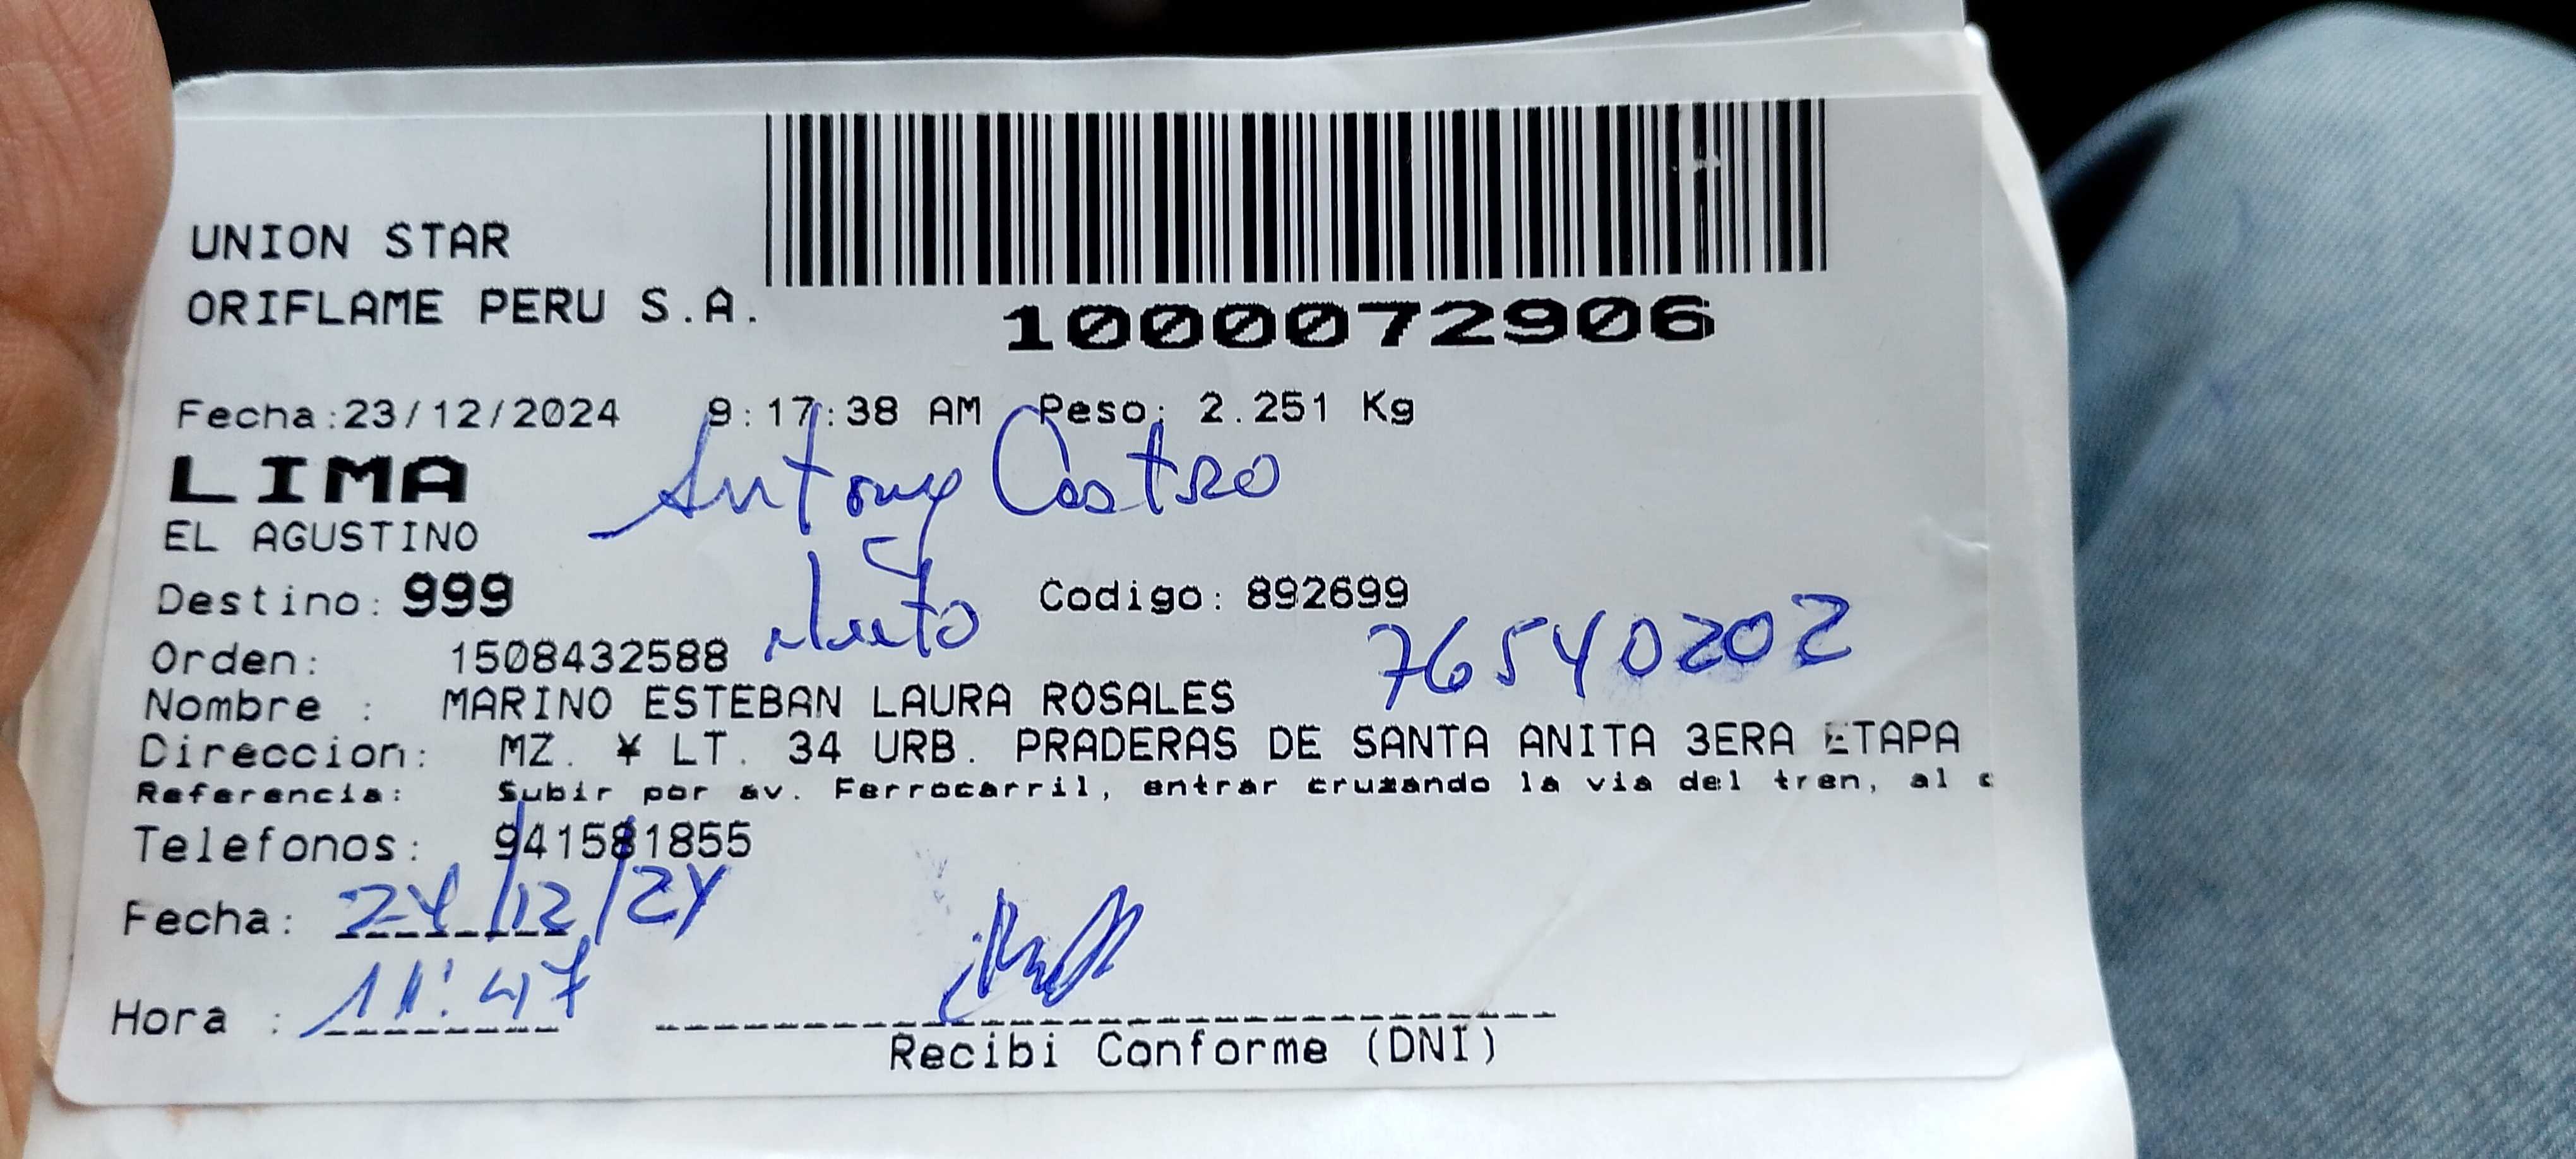 UNION STAR
ORIFLAME PERU S.A.
1000072906
Fecha:23/12/2024 9:17:38 AM Peso: 2.251 Kg
LIMA
Antony Castro
EL AGUSTINO
Destino: 999
Codigo: 892699
Nieto
76540202
Orden: 1508432588
Nombre : MARINO ESTEBAN LAURA ROSALES
Direccion: MZ. ¥ LT. 34 URB. PRADERAS DE SANTA ANITA 3ERA ETAPA
Referencia: Subir por av. Ferrocarril, entrar cruzando la via del tren, al
Telefonos: 941581855
Fecha: 24/12/24
Hora : 11:47
Recibi Conforme (DNI)